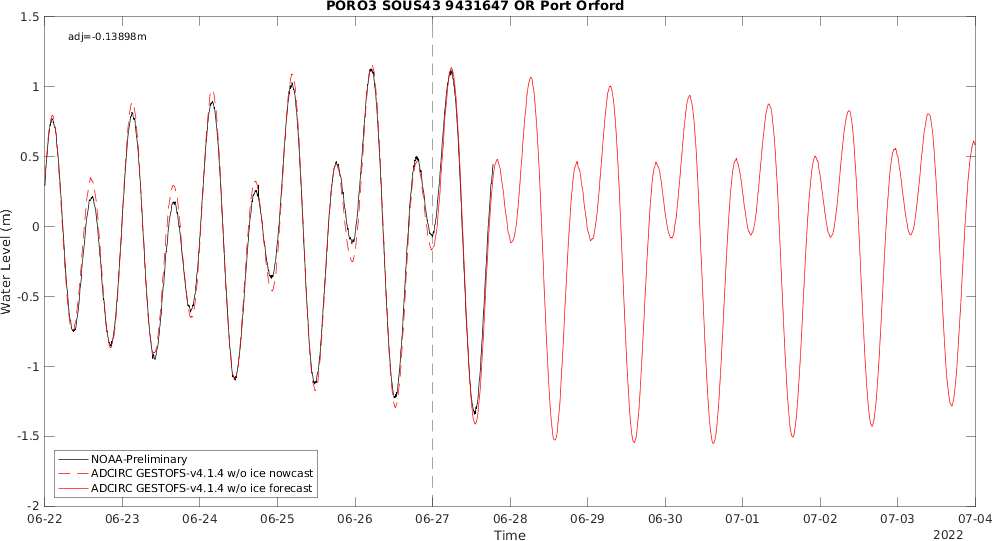 PORO3 SOUS43 9431647 OR Port Orford
adj=-0.13898m
Water Level (m)
1.5
1
0.5
0
-0.5
-1
-1.5
-2
NOAA-Preliminary
ADCIRC GESTOFS-v4.1.4 w/o ice nowcast
ADCIRC GESTOFS-v4.1.4 w/o ice forecast
06-22 06-23 06-24 06-25 06-26 06-27 06-28 06-29 06-30 07-01 07-02 07-03 07-04
Time
2022